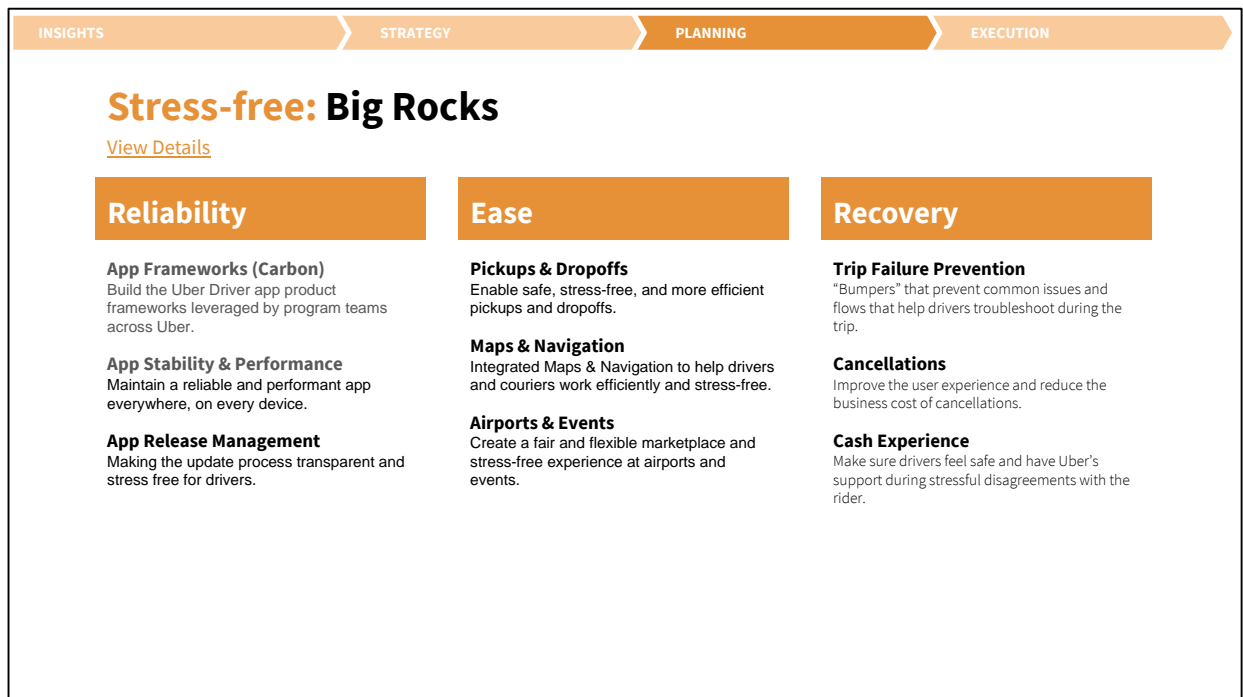 INSIGHTS
STRATEGY
PLANNING
EXECUTION
Stress-free: Big Rocks
View Details
Reliability
App Frameworks (Carbon)
Build the Uber Driver app product
frameworks leveraged by program teams
across Uber.
App Stability & Performance
Maintain a reliable and performant app
everywhere, on every device.
App Release Management
Making the update process transparent and
stress free for drivers.
Ease
Pickups & Dropoffs
Enable safe, stress-free, and more efficient
pickups and dropoffs.
Maps & Navigation
Integrated Maps & Navigation to help drivers
and couriers work efficiently and stress-free.
Airports & Events
Create a fair and flexible marketplace and
stress-free experience at airports and
events.
Recovery
Trip Failure Prevention
“Bumpers” that prevent common issues and
flows that help drivers troubleshoot during the
trip.
Cancellations
Improve the user experience and reduce the
business cost of cancellations.
Cash Experience
Make sure drivers feel safe and have Uber’s
support during stressful disagreements with the
rider.